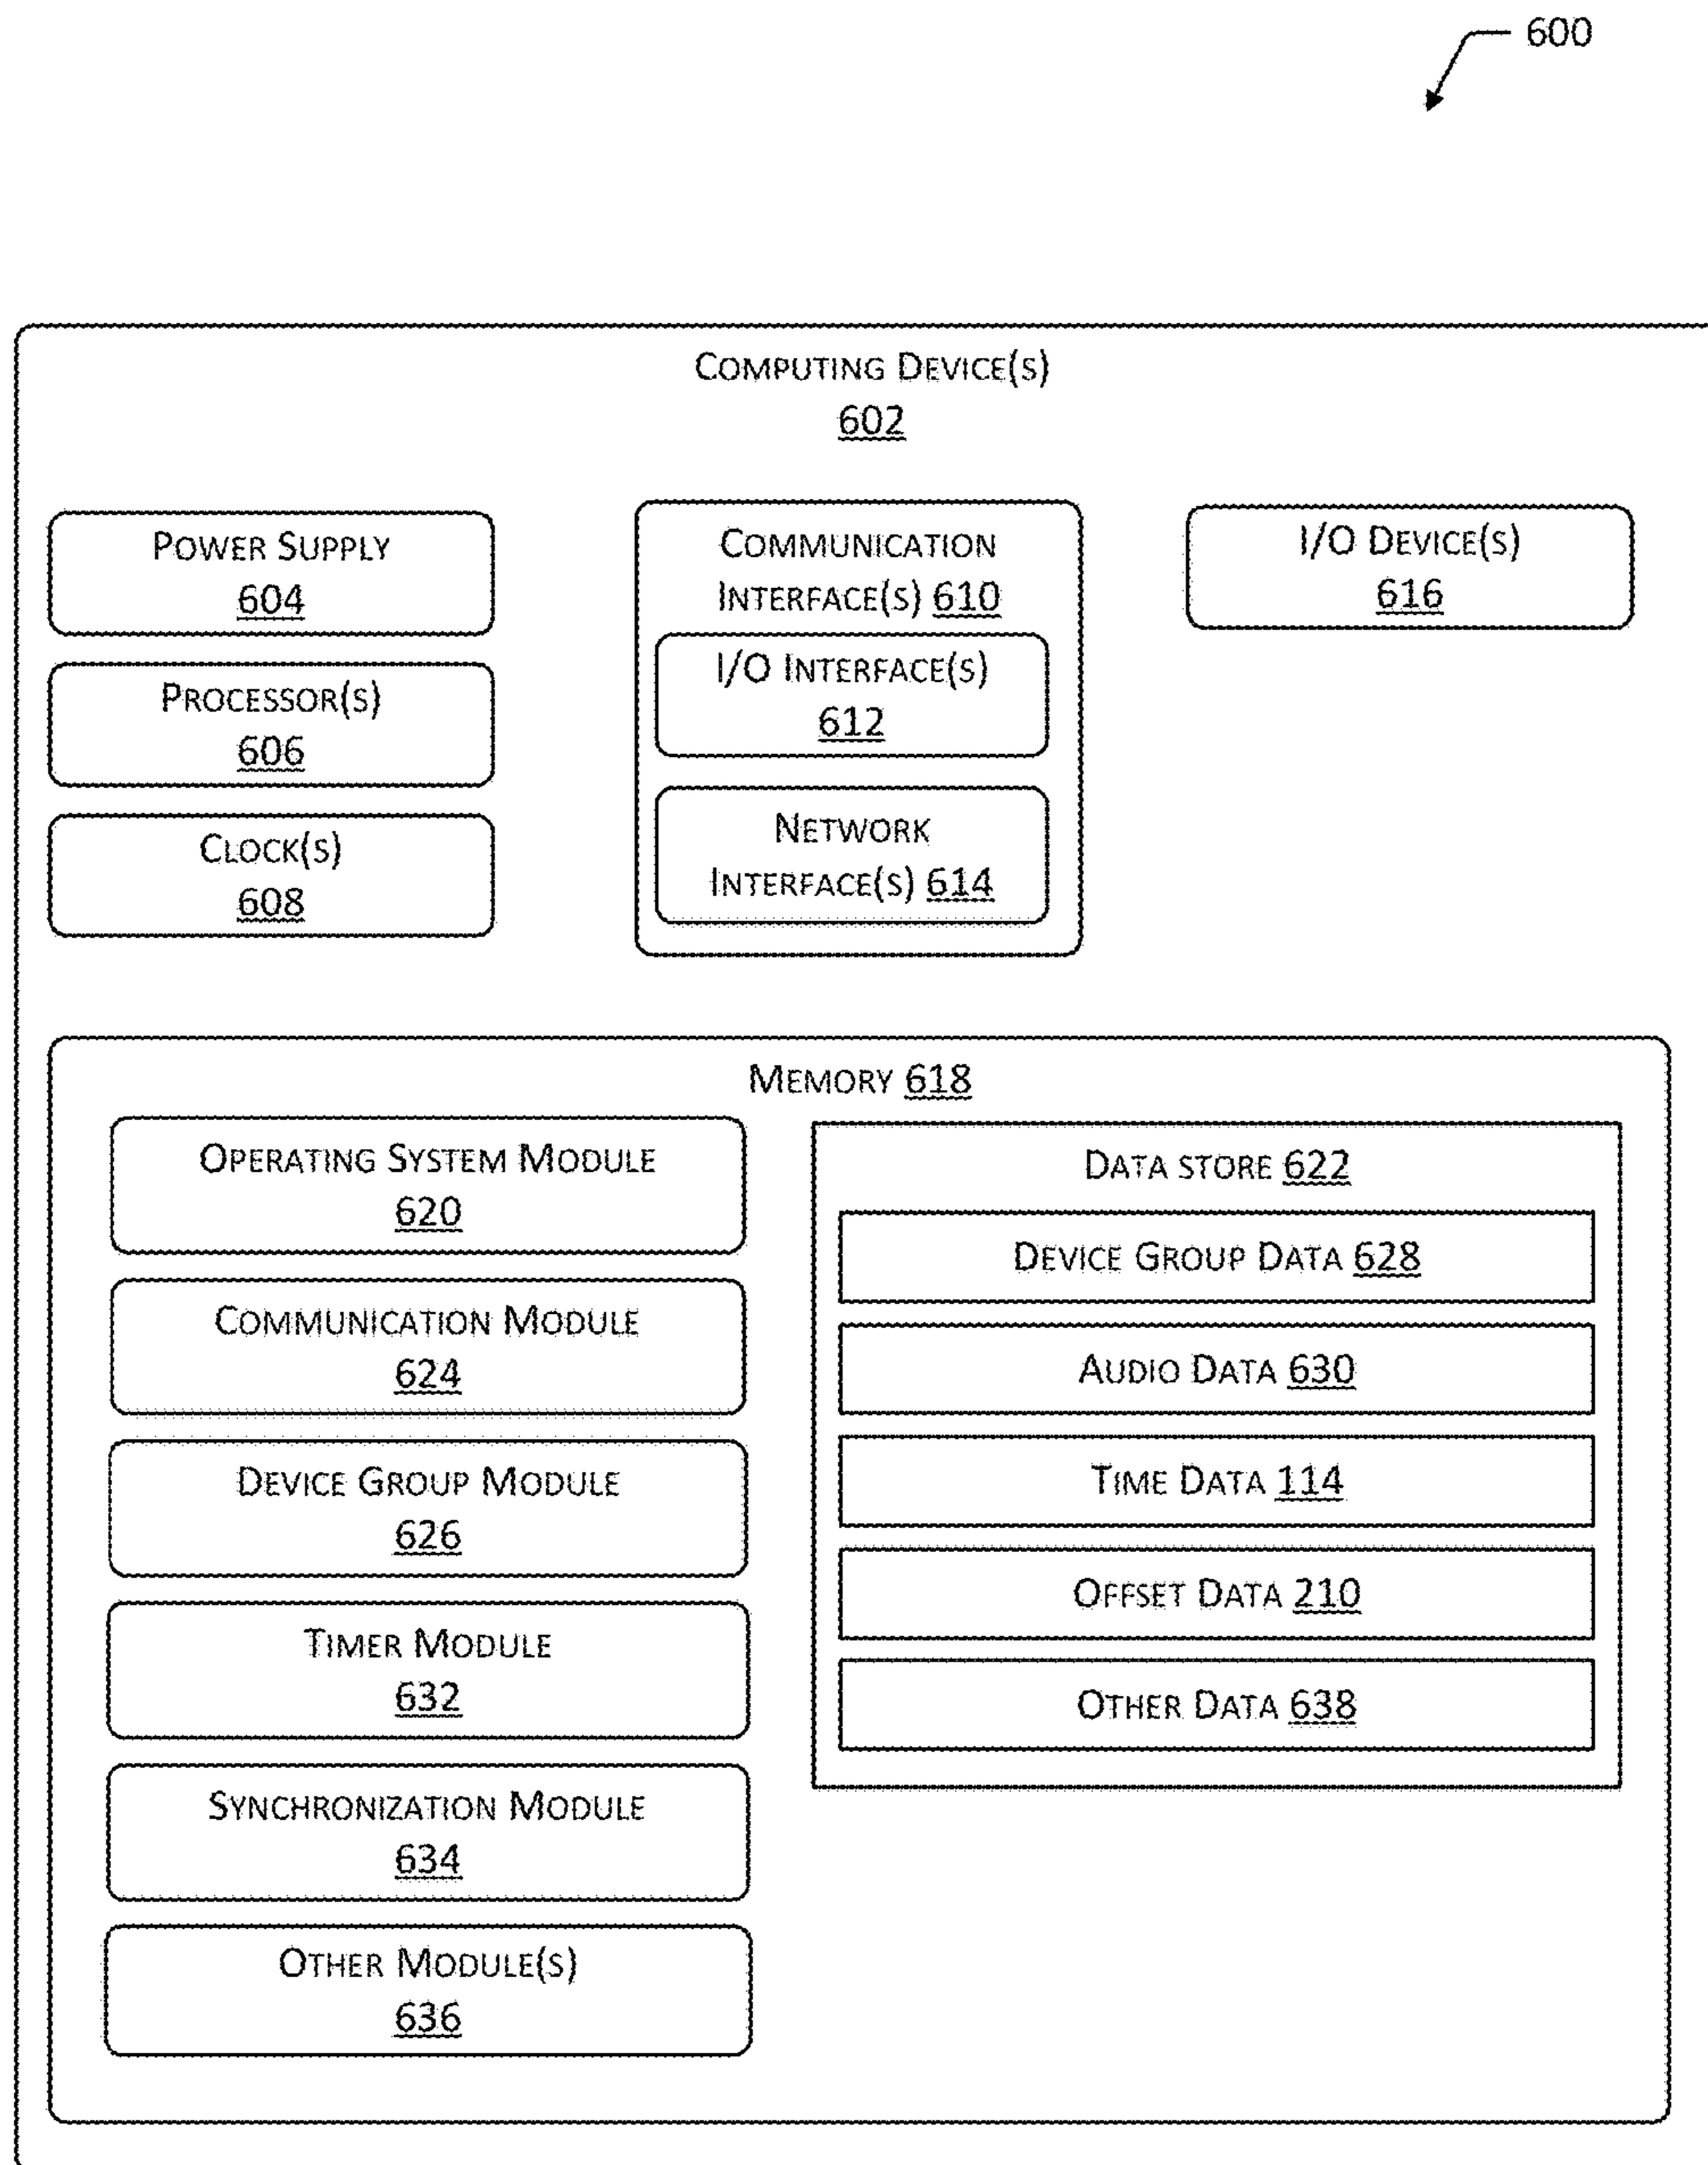 600
Computing Device(s)
602
Power Supply
604
Processor(s)
606
Clock(s)
608
Communication
Interface(s) 610
I/O Interface(s)
612
Network
Interface(s) 614
I/O Device(s)
616
Memory 618
Operating System Module
620
Communication Module
624
Device Group Module
626
Timer Module
632
Synchronization Module
634
Other Module(s)
636
Data store 622
Device Group Data 628
Audio Data 630
Time Data 114
Offset Data 210
Other Data 638